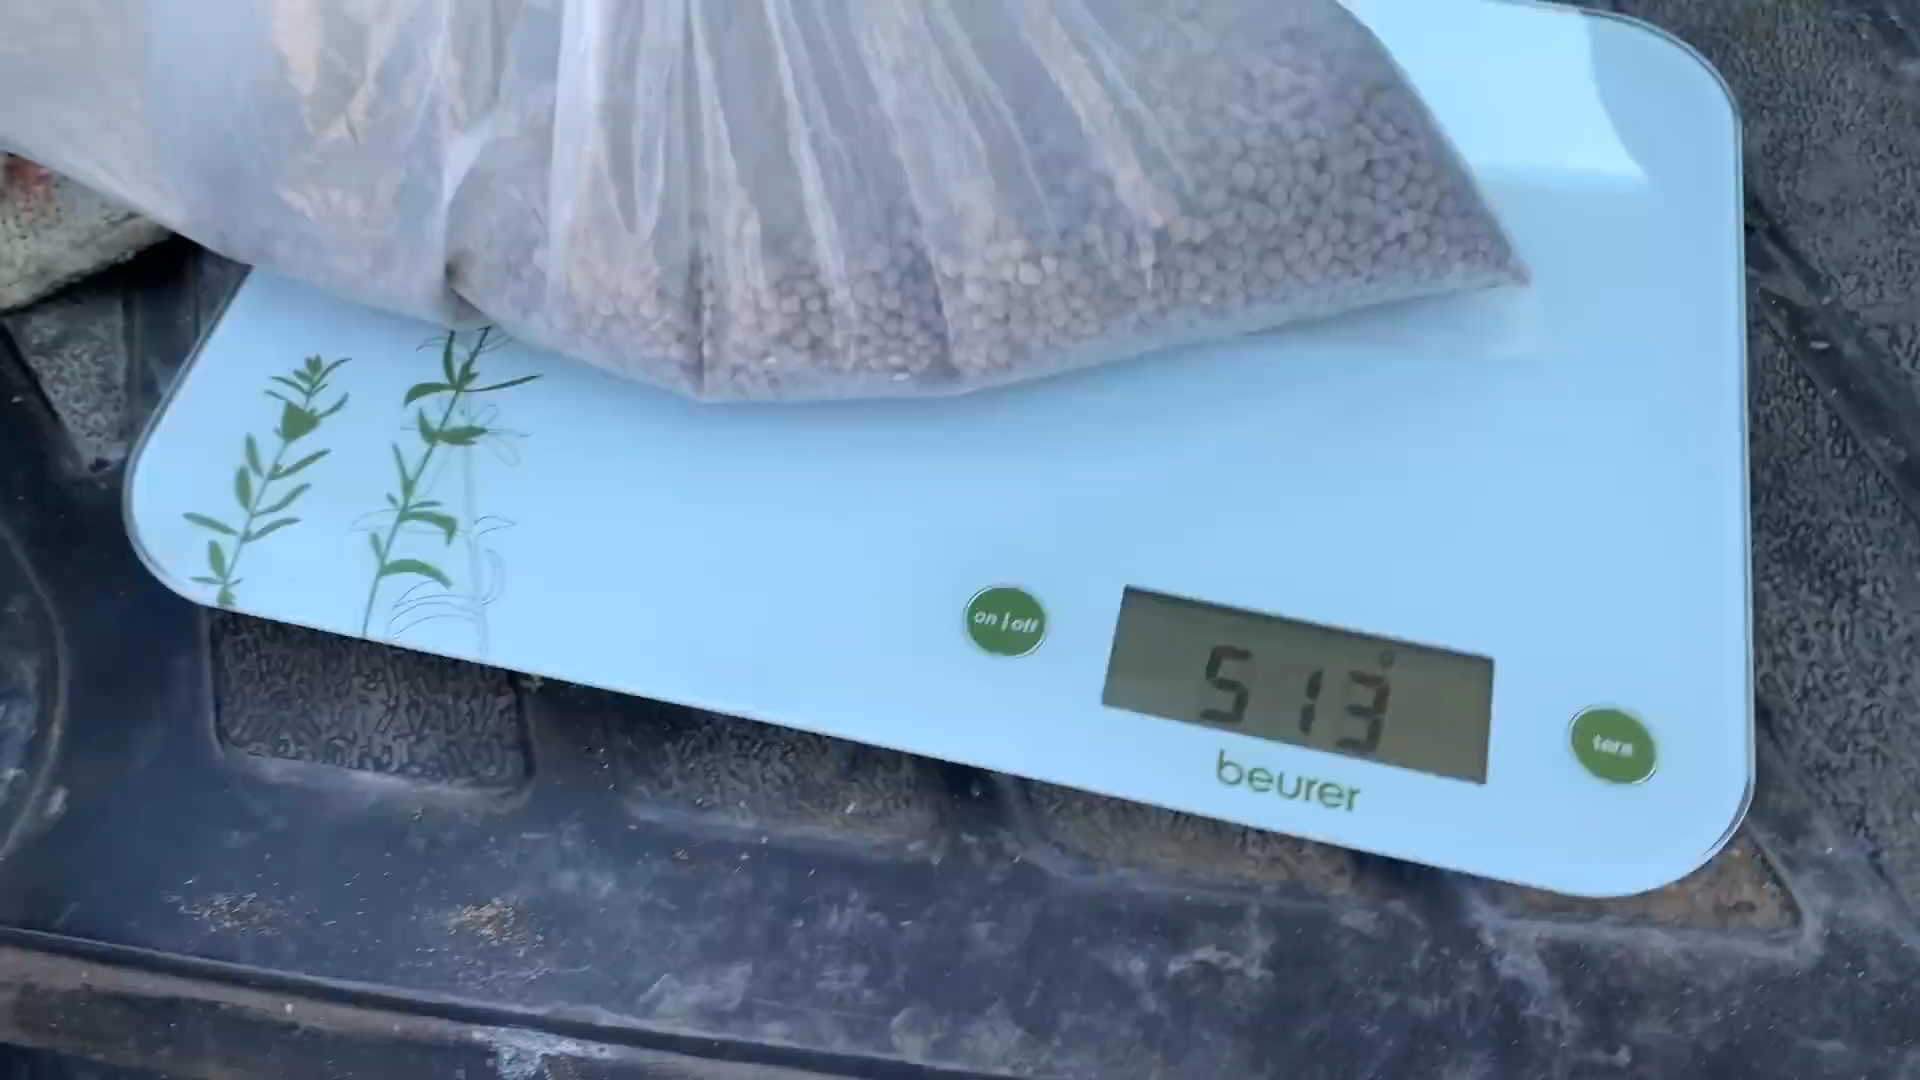 on | off
513
tara
beurer